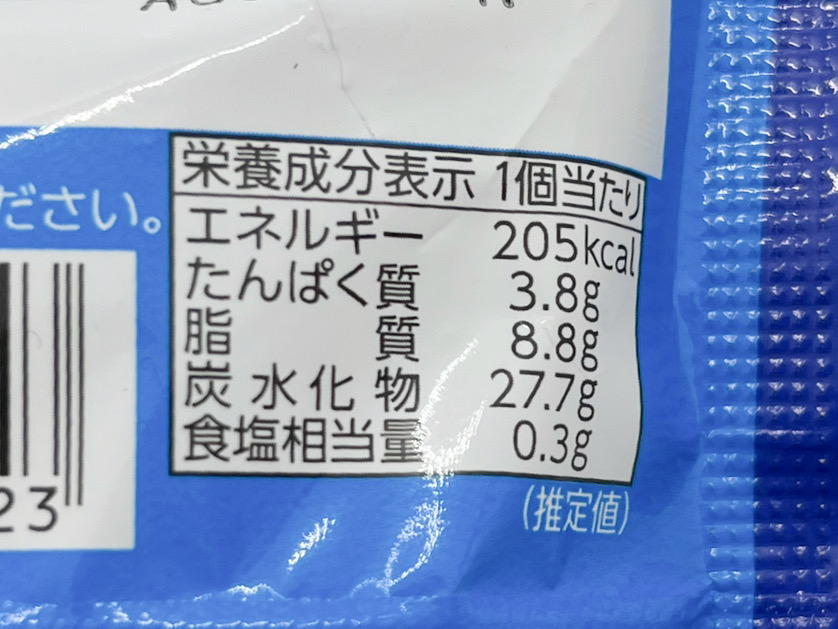 ださい。
栄養成分表示 1個当たり
エネルギー 205kcal
たんぱく質 3.8g
脂質 8.8g
炭水化物 27.7g
食塩相当量 0.3g
(推定値)
23